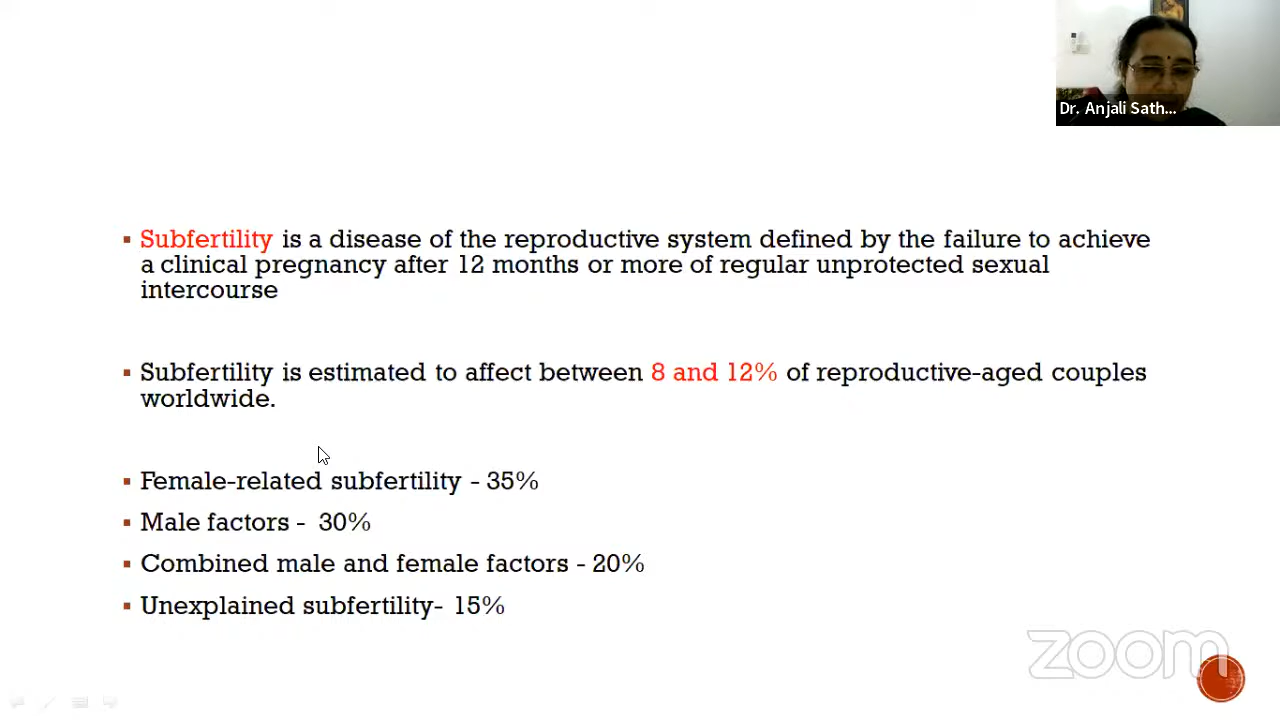 Dr. Anjali Sath...
Subfertility is a disease of the reproductive system defined by the failure to achieve
a clinical pregnancy after 12 months or more of regular unprotected sexual
intercourse
Subfertility is estimated to affect between 8 and 12% of reproductive-aged couples
worldwide.
Female-related subfertility - 35%
Male factors - 30%
Combined male and female factors - 20%
Unexplained subfertility- 15%
zoom